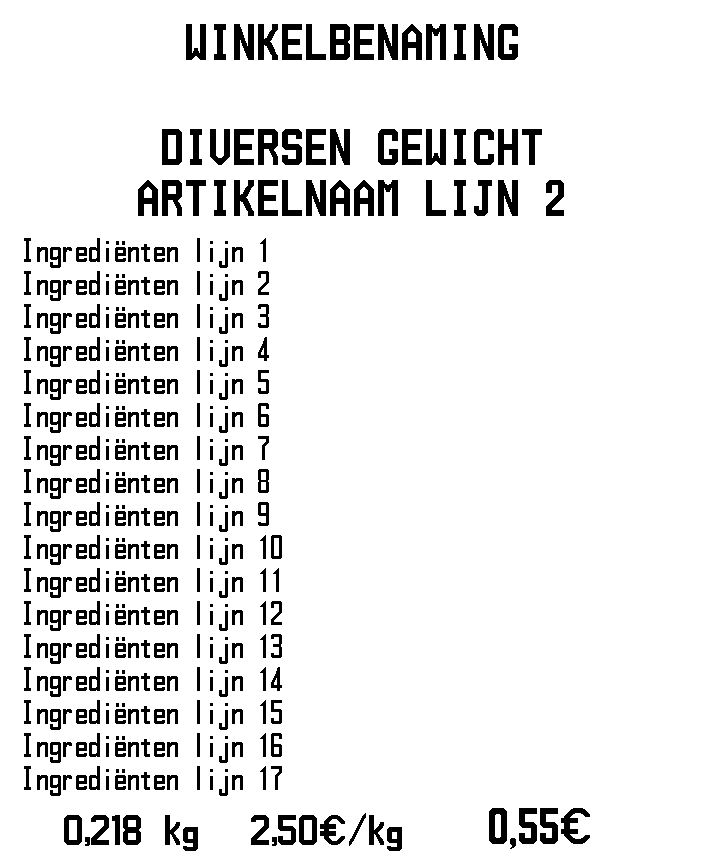 WINKELBENAMING
DIVERSEN GEWICHT
ARTIKELNAAM LIJN 2
Ingrediënten lijn 1
Ingrediënten lijn 2
Ingrediënten lijn 3
Ingrediënten lijn 4
Ingrediënten lijn 5
Ingrediënten lijn 6
Ingrediënten lijn 7
Ingrediënten lijn 8
Ingrediënten lijn 9
Ingrediënten lijn 10
Ingrediënten lijn 11
Ingrediënten lijn 12
Ingrediënten lijn 13
Ingrediënten lijn 14
Ingrediënten lijn 15
Ingrediënten lijn 16
Ingrediënten lijn 17
0,218 kg 2,50€/kg 0,55€